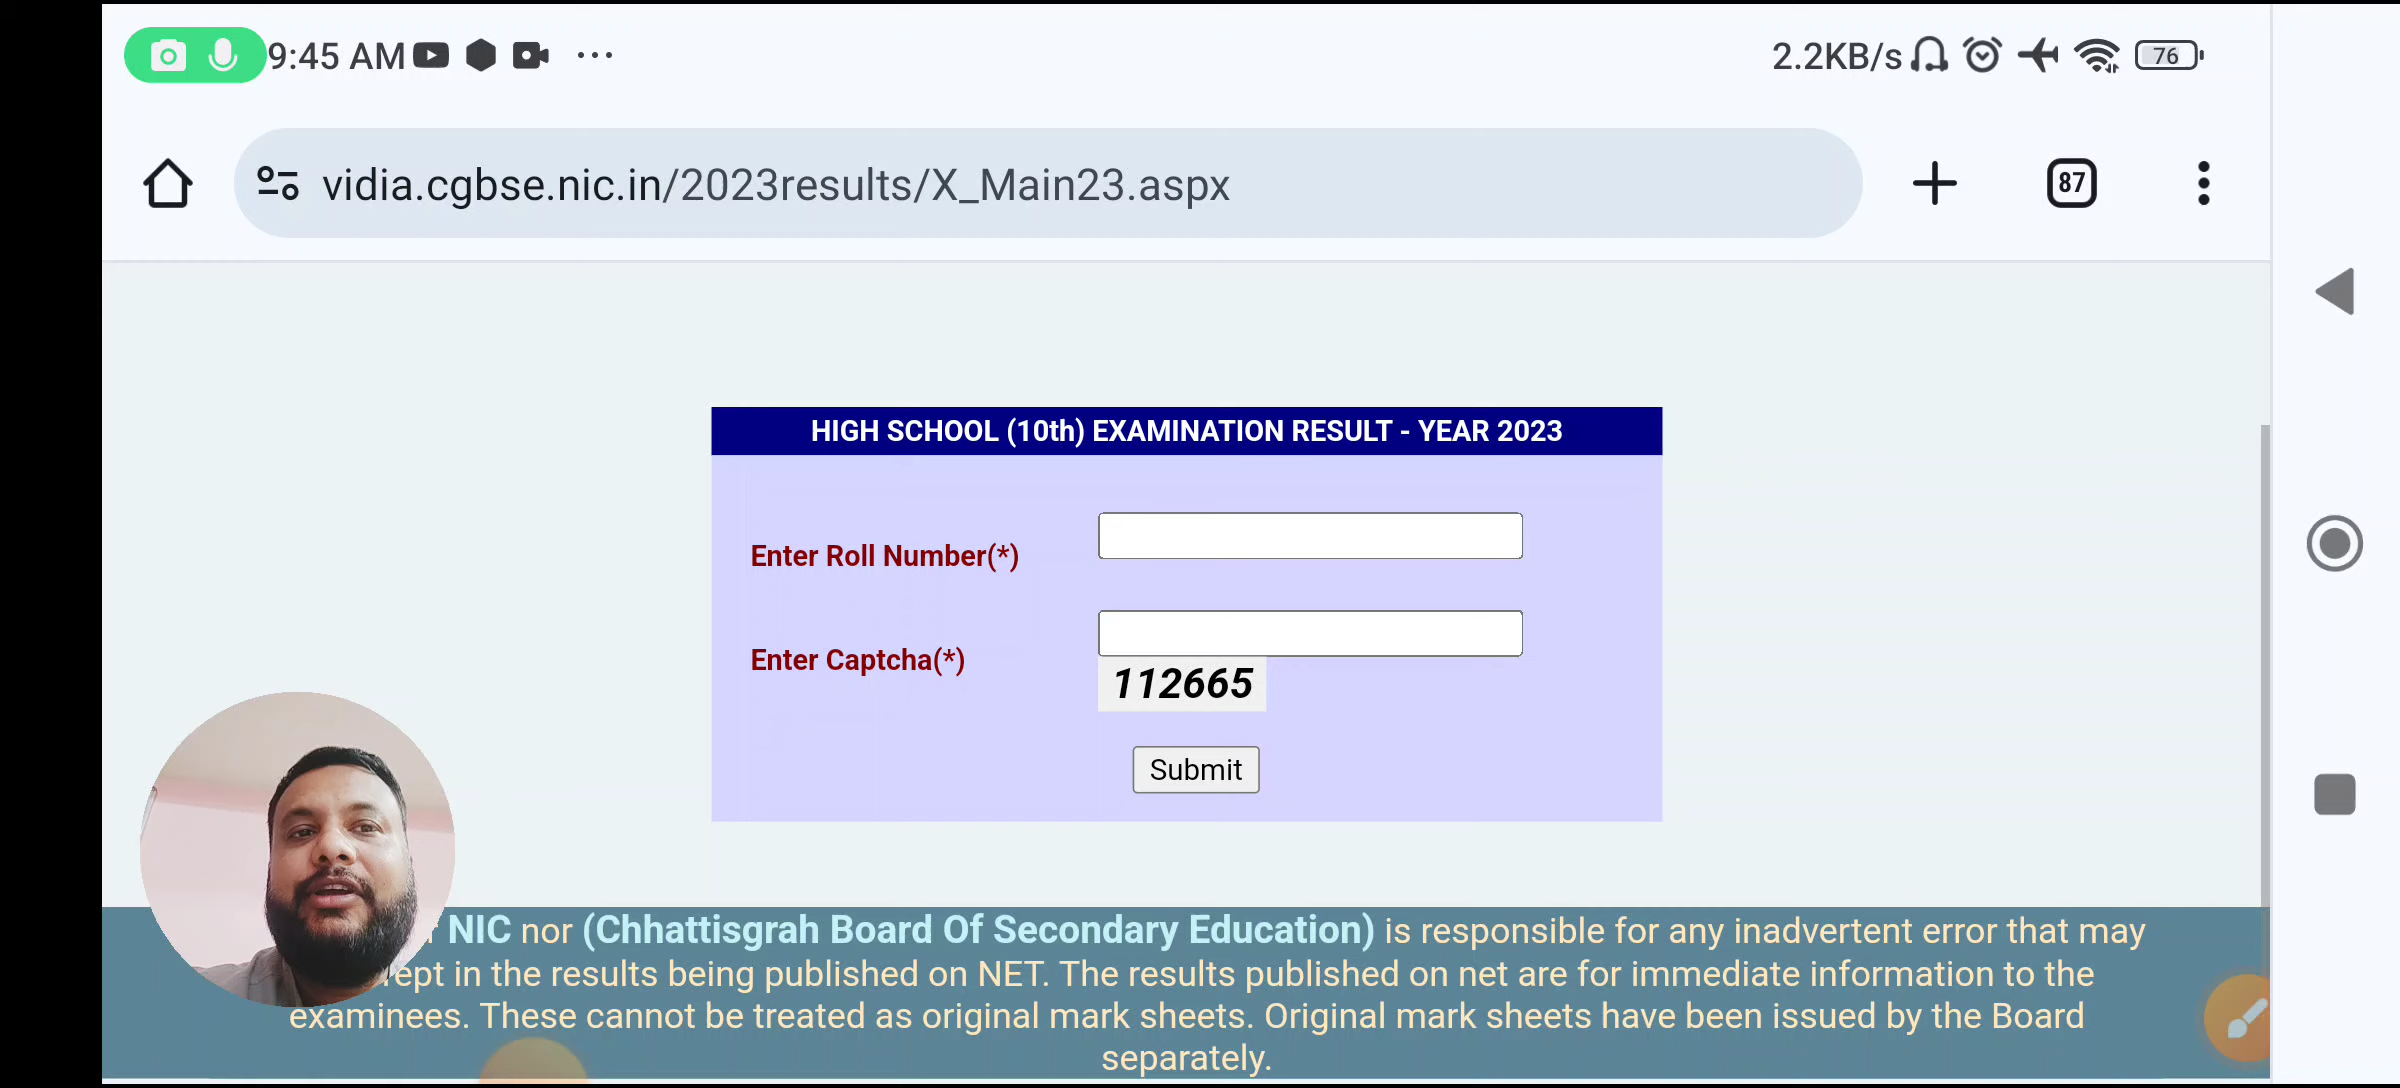 9:45 AM
2.2KB/s
76
vidia.cgbse.nic.in/2023results/X_Main23.aspx
87
HIGH SCHOOL (10th) EXAMINATION RESULT - YEAR 2023
Enter Roll Number(*)
Enter Captcha(*)
112665
Submit
NIC nor (Chhattisgrah Board Of Secondary Education) is responsible for any inadvertent error that may
in the results being published on NET. The results published on net are for immediate information to the
examinees. These cannot be treated as original mark sheets. Original mark sheets have been issued by the Board
separately.